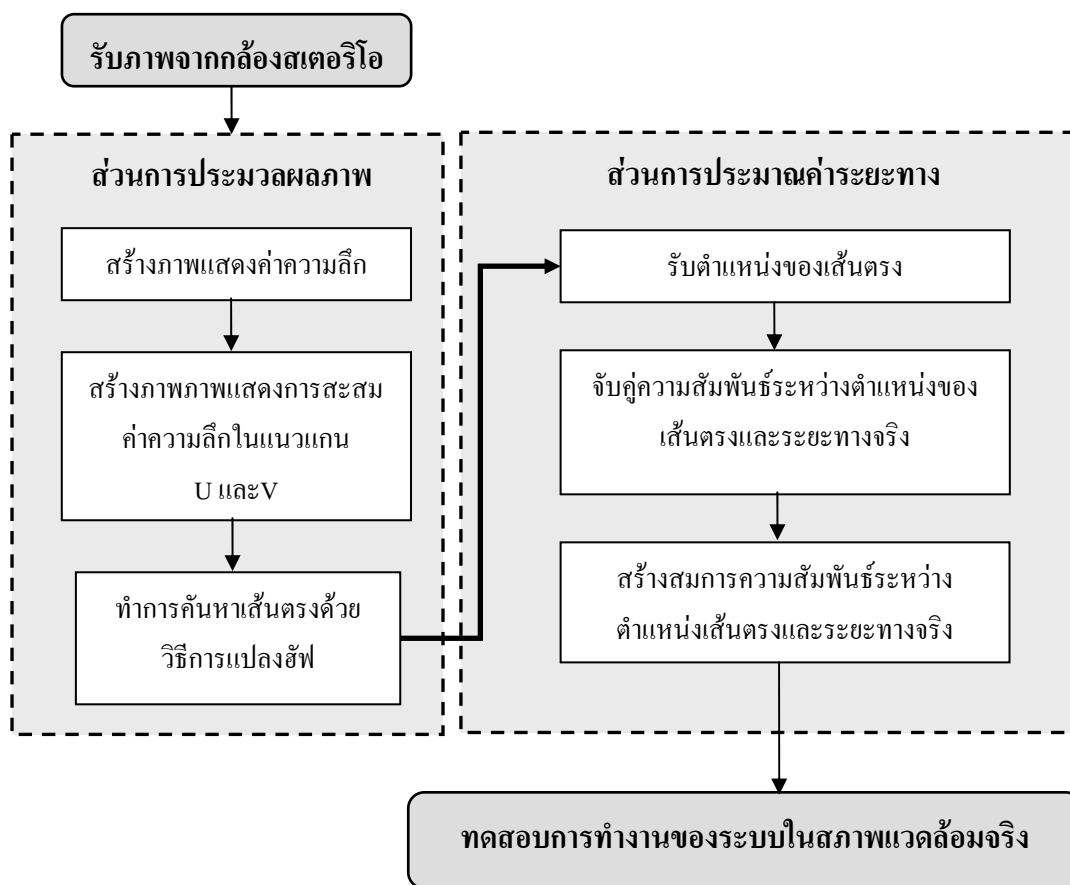 รับภาพจากกล้องสเตอริโอ
ส่วนการประมวลผลภาพ
สร้างภาพแสดงค่าความลึก
สร้างภาพภาพแสดงการสะสม
ค่าความลึกในแนวแกน
U และV
ทำการค้นหาเส้นตรงด้วย
วิธีการแปลงฮัฟ
ส่วนการประมาณค่าระยะทาง
รับตำแหน่งของเส้นตรง
จับคู่ความสัมพันธ์ระหว่างตำแหน่งของ
เส้นตรงและระยะทางจริง
สร้างสมการความสัมพันธ์ระหว่าง
ตำแหน่งเส้นตรงและระยะทางจริง
ทดสอบการทำงานของระบบในสภาพแวดล้อมจริง